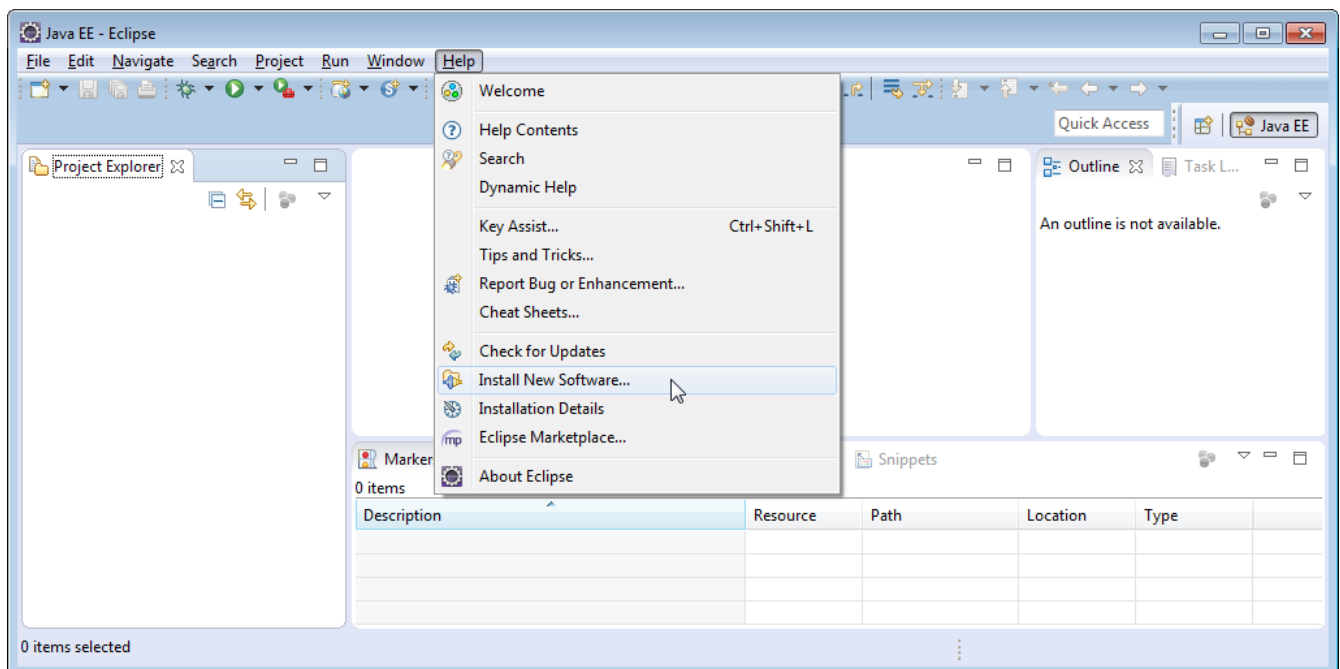 Java EE - Eclipse
File Edit Navigate Search Project Run Window Help
Quick Access
Java EE
Project Explorer
Welcome
Help Contents
Search
Dynamic Help
Key Assist... Ctrl+Shift+L
Tips and Tricks...
Report Bug or Enhancement...
Cheat Sheets...
Check for Updates
Install New Software...
Installation Details
mp Eclipse Marketplace...
About Eclipse
Outline Task L...
An outline is not available.
Marker Snippets
0 items
Description Resource Path Location Type
0 items selected